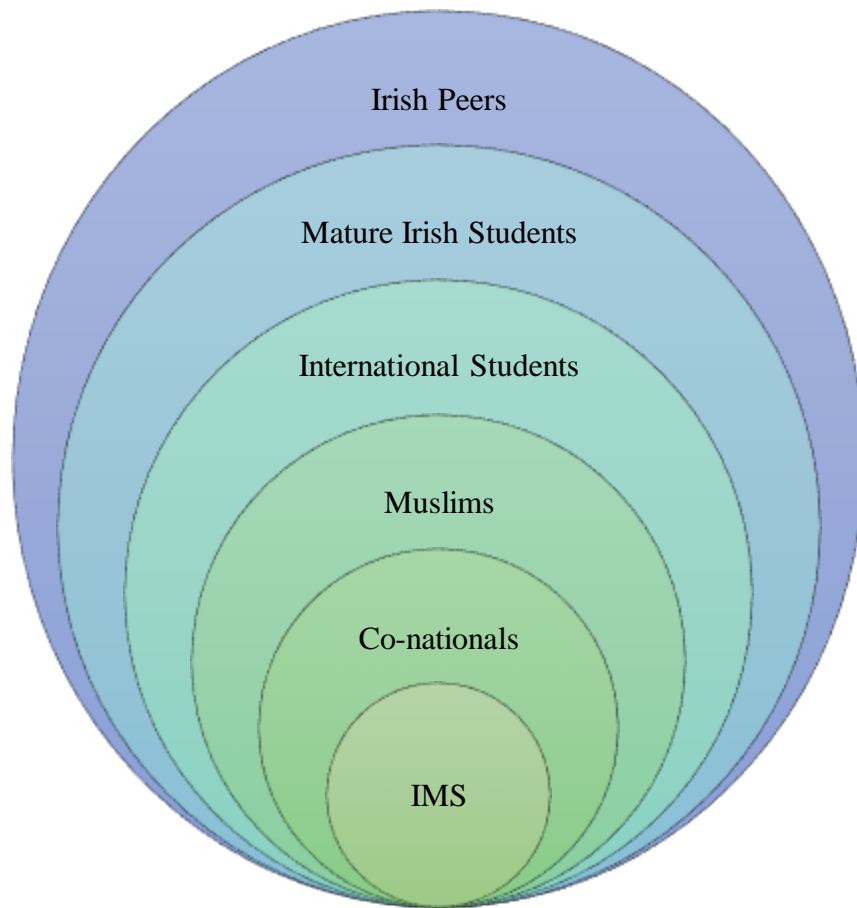 Irish Peers
Mature Irish Students
International Students
Muslims
Co-nationals
IMS